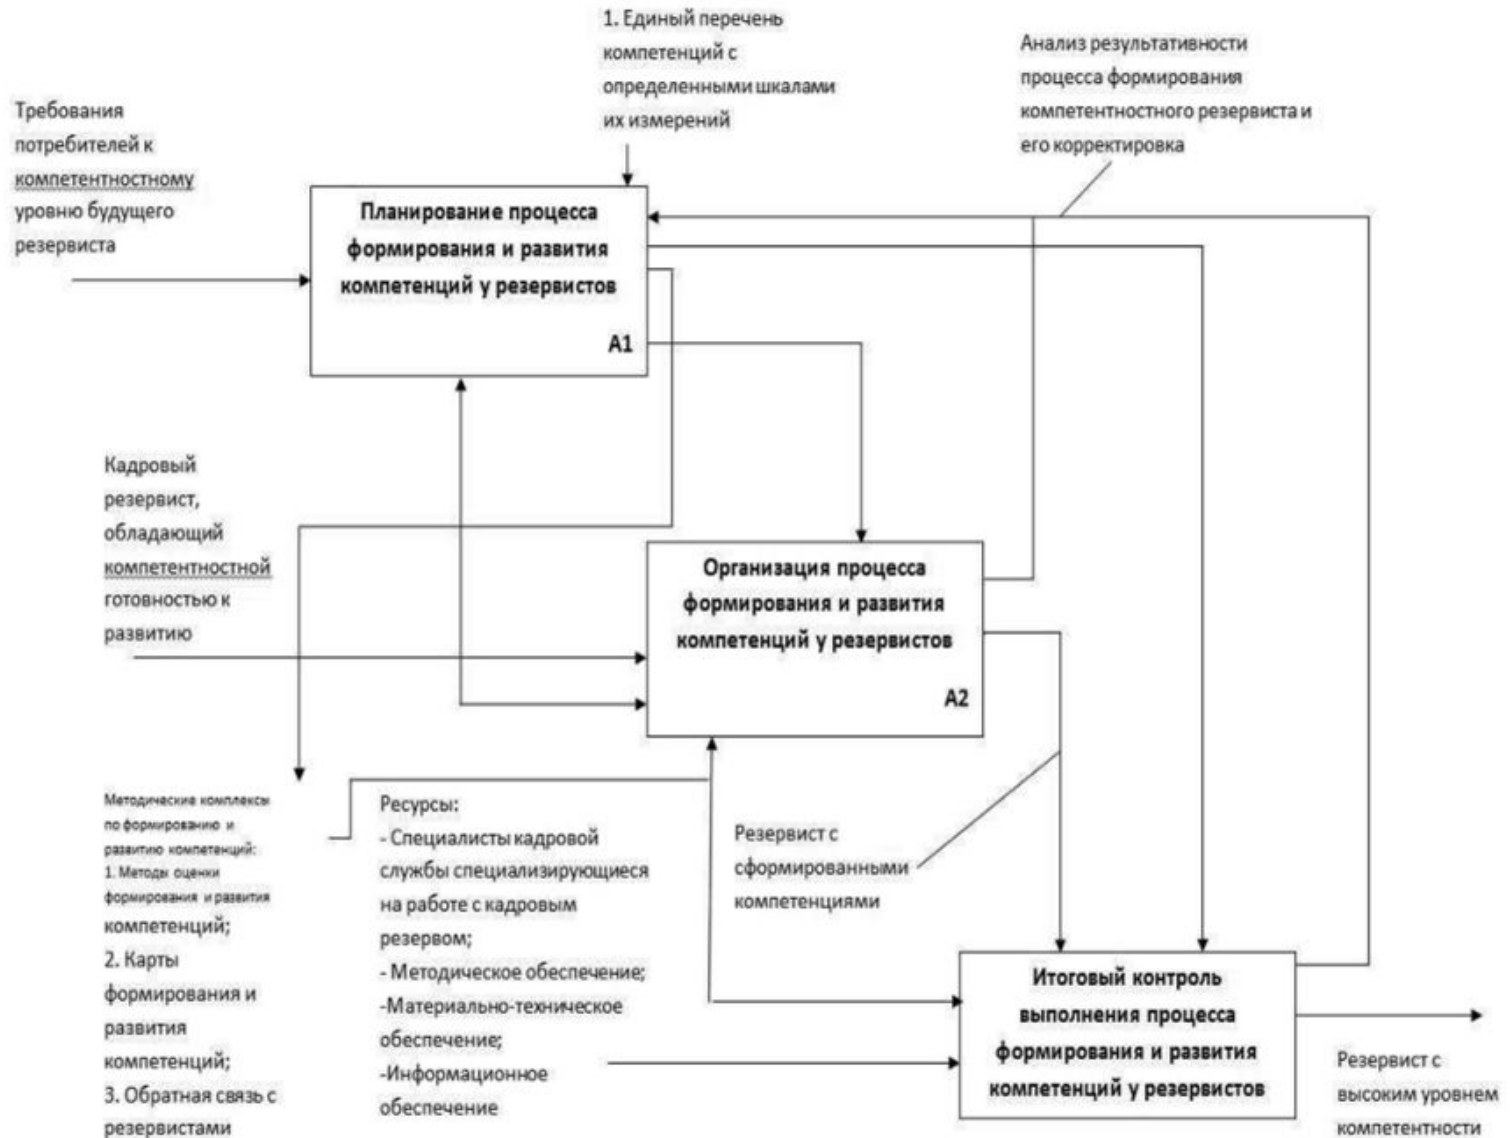 1. Единый перечень
компетенций с
определенными шкалами
их измерений
Анализ результативности
процесса формирования
компетентностного резервиста и
его корректировка
Требования
потребителей к
компетентностному
уровню будущего
резервиста
Планирование процесса
формирования и развития
компетенций у резервистов
А1
Кадровый
резервист,
обладающий
компетентностной
готовностью к
развитию
Организация процесса
формирования и развития
компетенций у резервистов
А2
Методические комплексы
по формированию и
развитию компетенций:
1. Методы оценки
формирования и развития
компетенций;
2. Карты
формирования и
развития
компетенций;
3. Обратная связь с
резервистами
Ресурсы:
- Специалисты кадровой
службы специализирующиеся
на работе с кадровым
резервом;
- Методическое обеспечение;
-Материально-техническое
обеспечение;
-Информационное
обеспечение
Резервист с
сформированными
компетенциями
Итоговый контроль
выполнения процесса
формирования и развития
компетенций у резервистов
Резервист с
высоким уровнем
компетентности